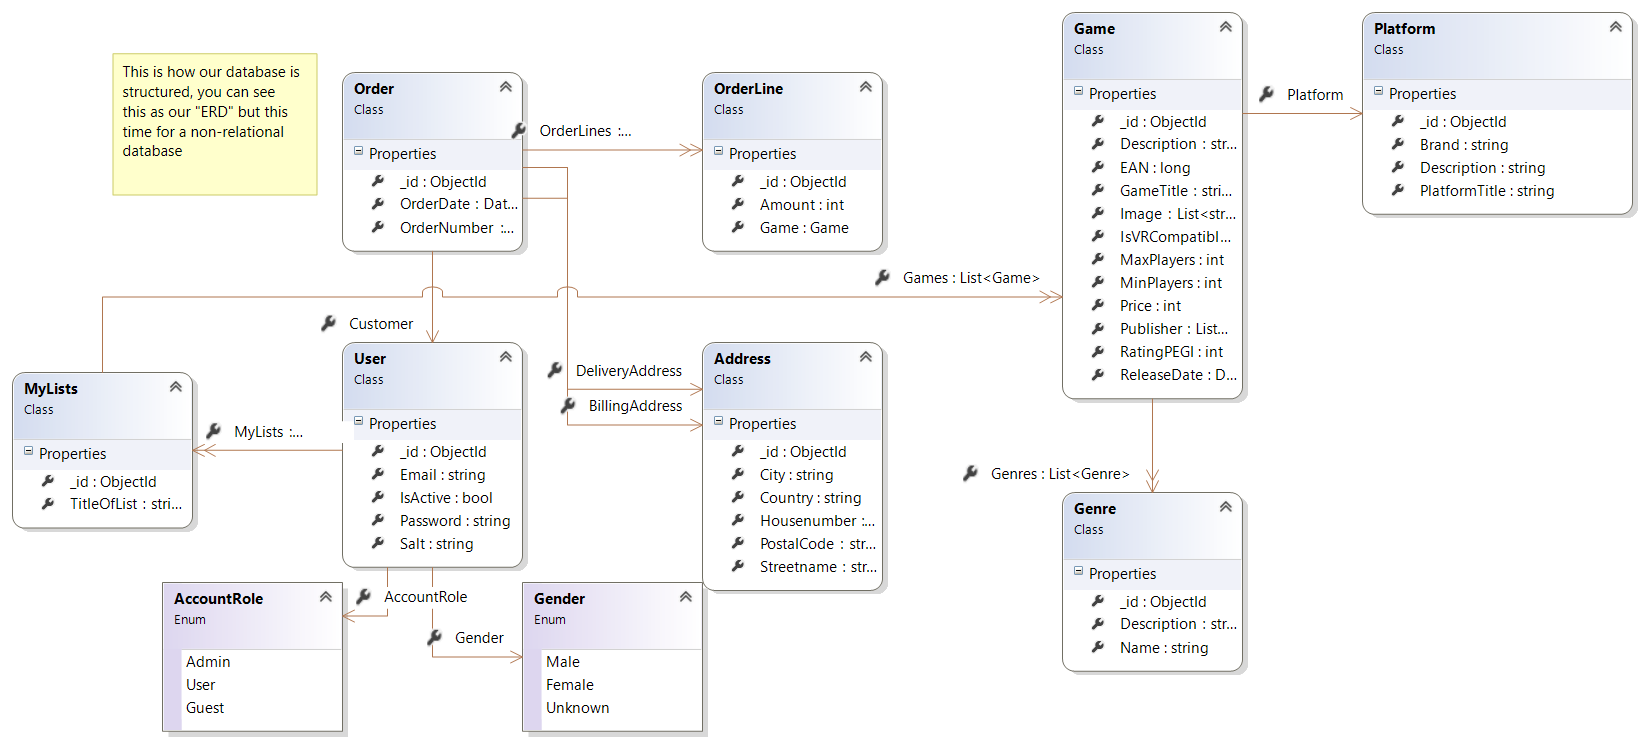 This is how our database is
structured, you can see
this as our "ERD" but this
time for a non-relational
database
Order
Class
Properties
_id : ObjectId
OrderDate : Dat...
OrderNumber :...
OrderLines :...
OrderLine
Class
Properties
_id : ObjectId
Amount : int
Game : Game
Game
Class
Properties
_id : ObjectId
Description : str...
EAN : long
GameTitle : stri...
Image : List<str...
IsVRCompatibl...
MaxPlayers : int
MinPlayers : int
Price : int
Publisher : List...
RatingPEGI : int
ReleaseDate : D...
Platform
Platform
Class
Properties
_id : ObjectId
Brand : string
Description : string
PlatformTitle : string
Games : List<Game>
Customer
MyLists
Class
Properties
_id : ObjectId
TitleOfList : stri...
MyLists :...
User
Class
Properties
_id : ObjectId
Email : string
IsActive : bool
Password : string
Salt : string
DeliveryAddress
BillingAddress
Address
Class
Properties
_id : ObjectId
City : string
Country : string
Housenumber :...
PostalCode : str...
Streetname : str...
Genres : List<Genre>
Genre
Class
Properties
_id : ObjectId
Description : str...
Name : string
AccountRole
Enum
Admin
User
Guest
AccountRole
Gender
Gender
Enum
Male
Female
Unknown